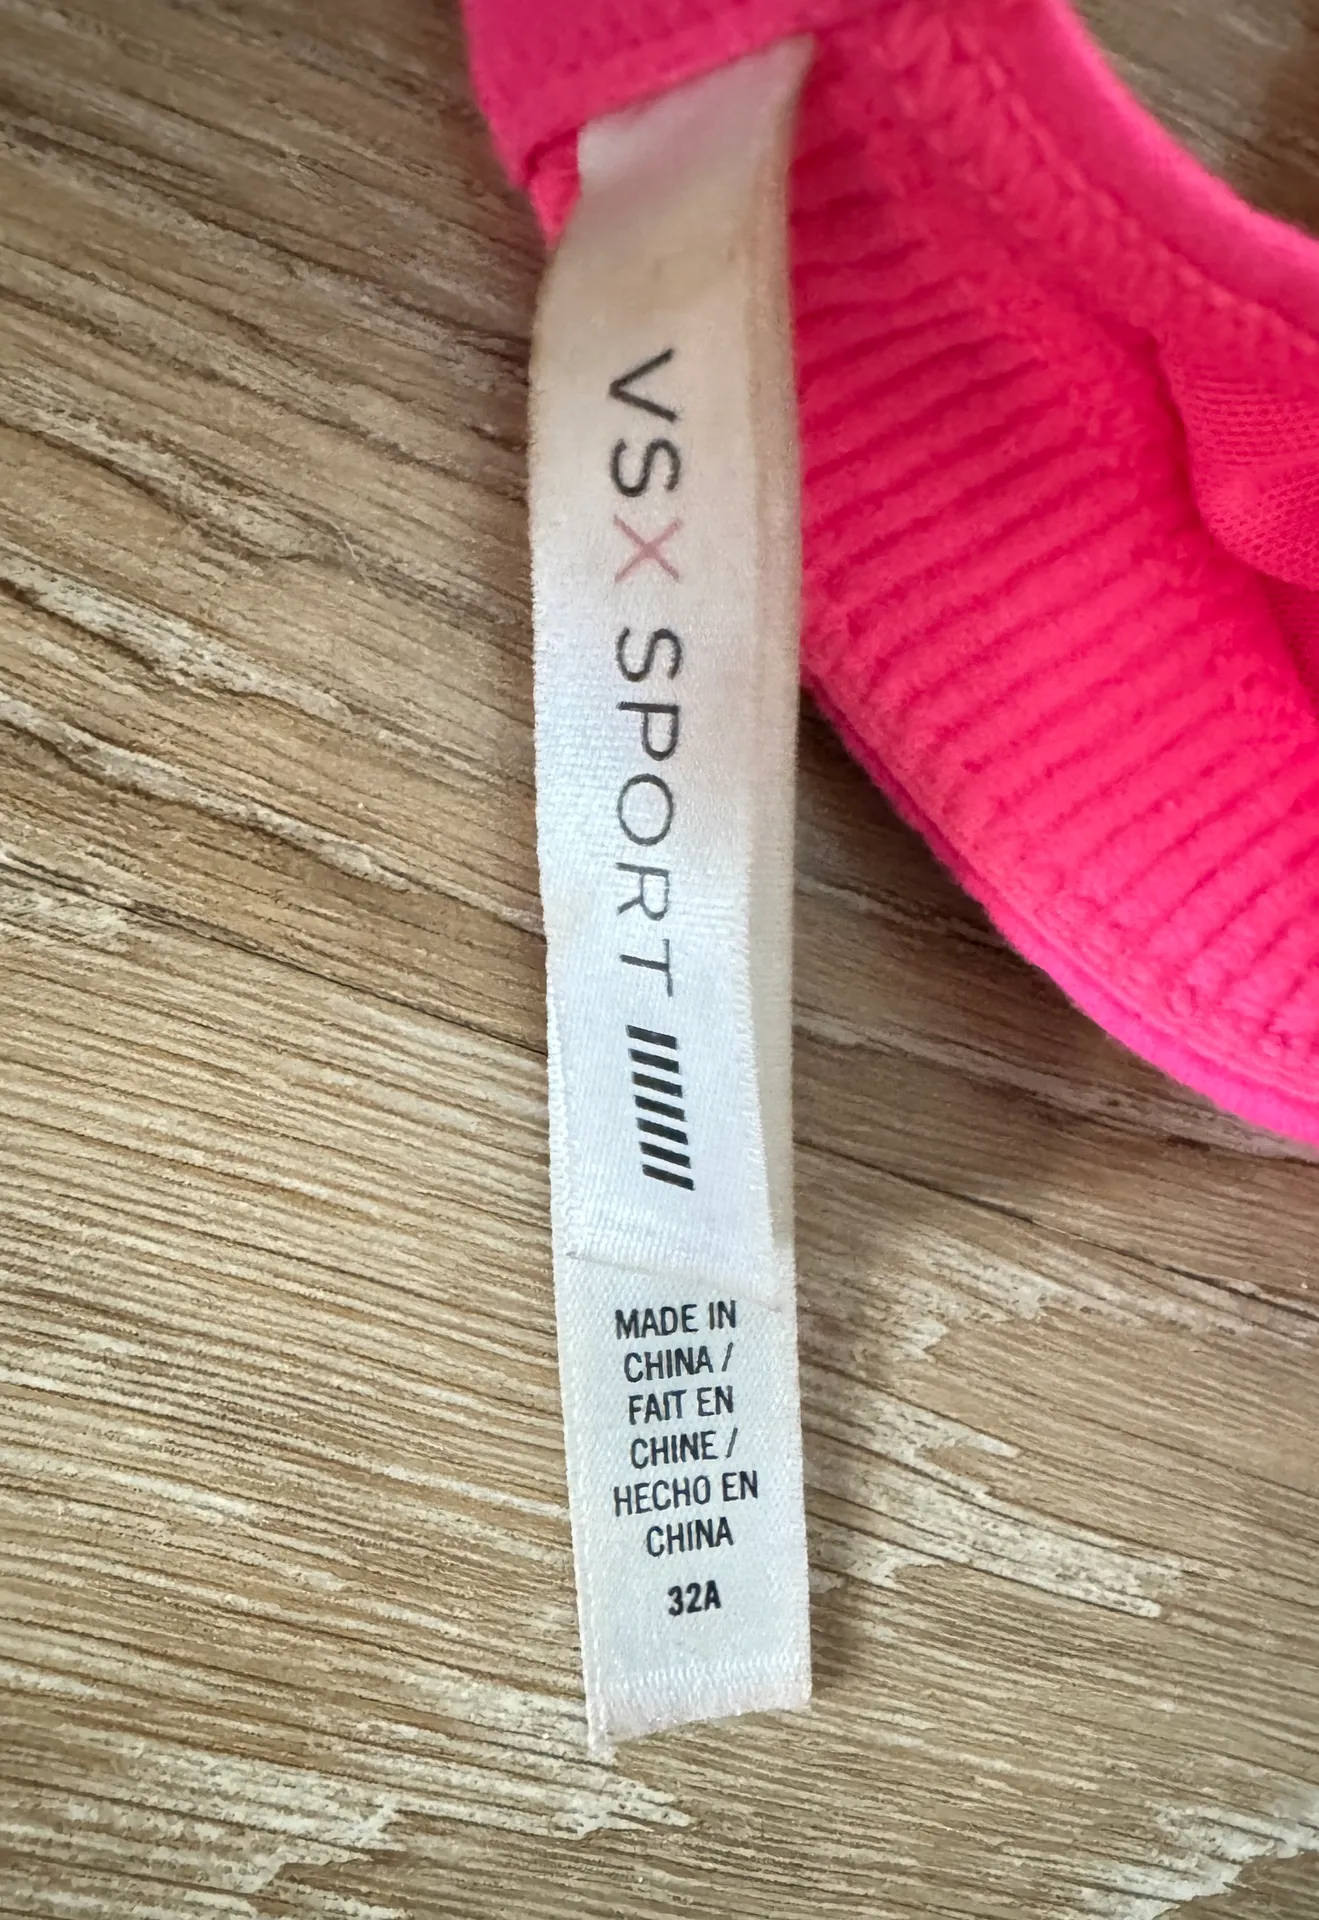 VSX SPORT
MADE IN
CHINA /
FAIT EN
CHINE /
HECHO EN
CHINA
32A